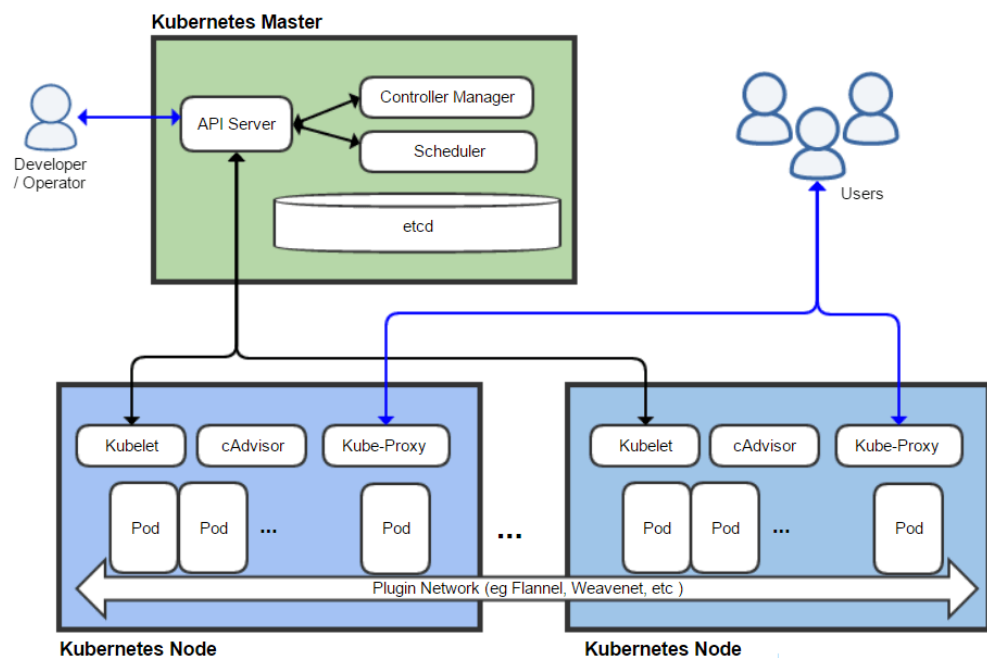 Kubernetes Master
API Server
Controller Manager
Scheduler
etcd
Developer
/ Operator
Users
Kubelet
cAdvisor
Kube-Proxy
Pod
Pod
...
Pod
...
Kubelet
cAdvisor
Kube-Proxy
Pod
Pod
...
Pod
Plugin Network (eg Flannel, Weavenet, etc )
Kubernetes Node
Kubernetes Node